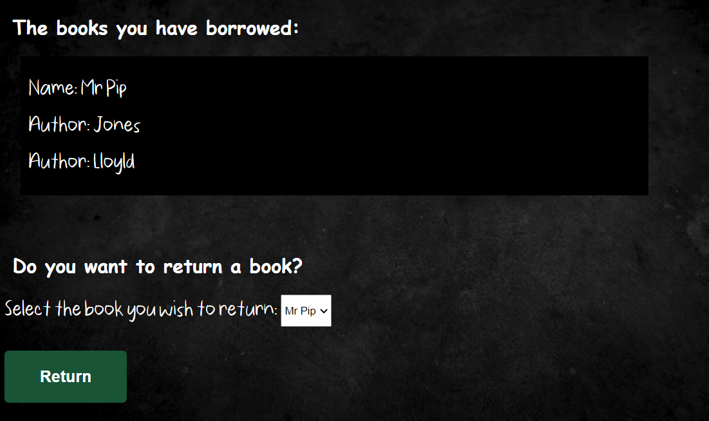 The books you have borrowed:
Name: Mr Pip
Author: Jones
Author: Lloyld
Do you want to return a book?
Select the book you wish to return: Mr Pip
Return